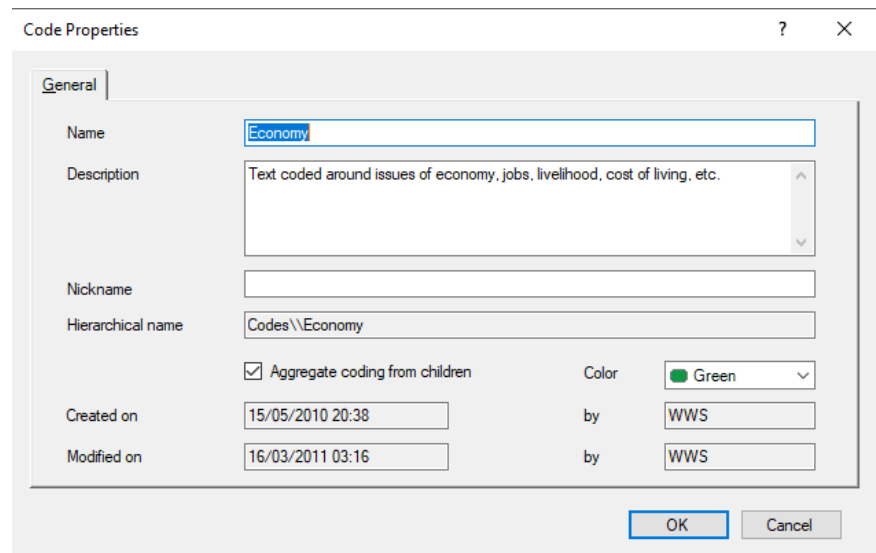 Code Properties ?
General
Name Economy
Description Text coded around issues of economy, jobs, livelihood, cost of living, etc.
Nickname
Hierarchical name Codes\\Economy
Aggregate coding from children Color Green
Created on 15/05/2010 20:38 by WWS
Modified on 16/03/2011 03:16 by WWS
OK Cancel